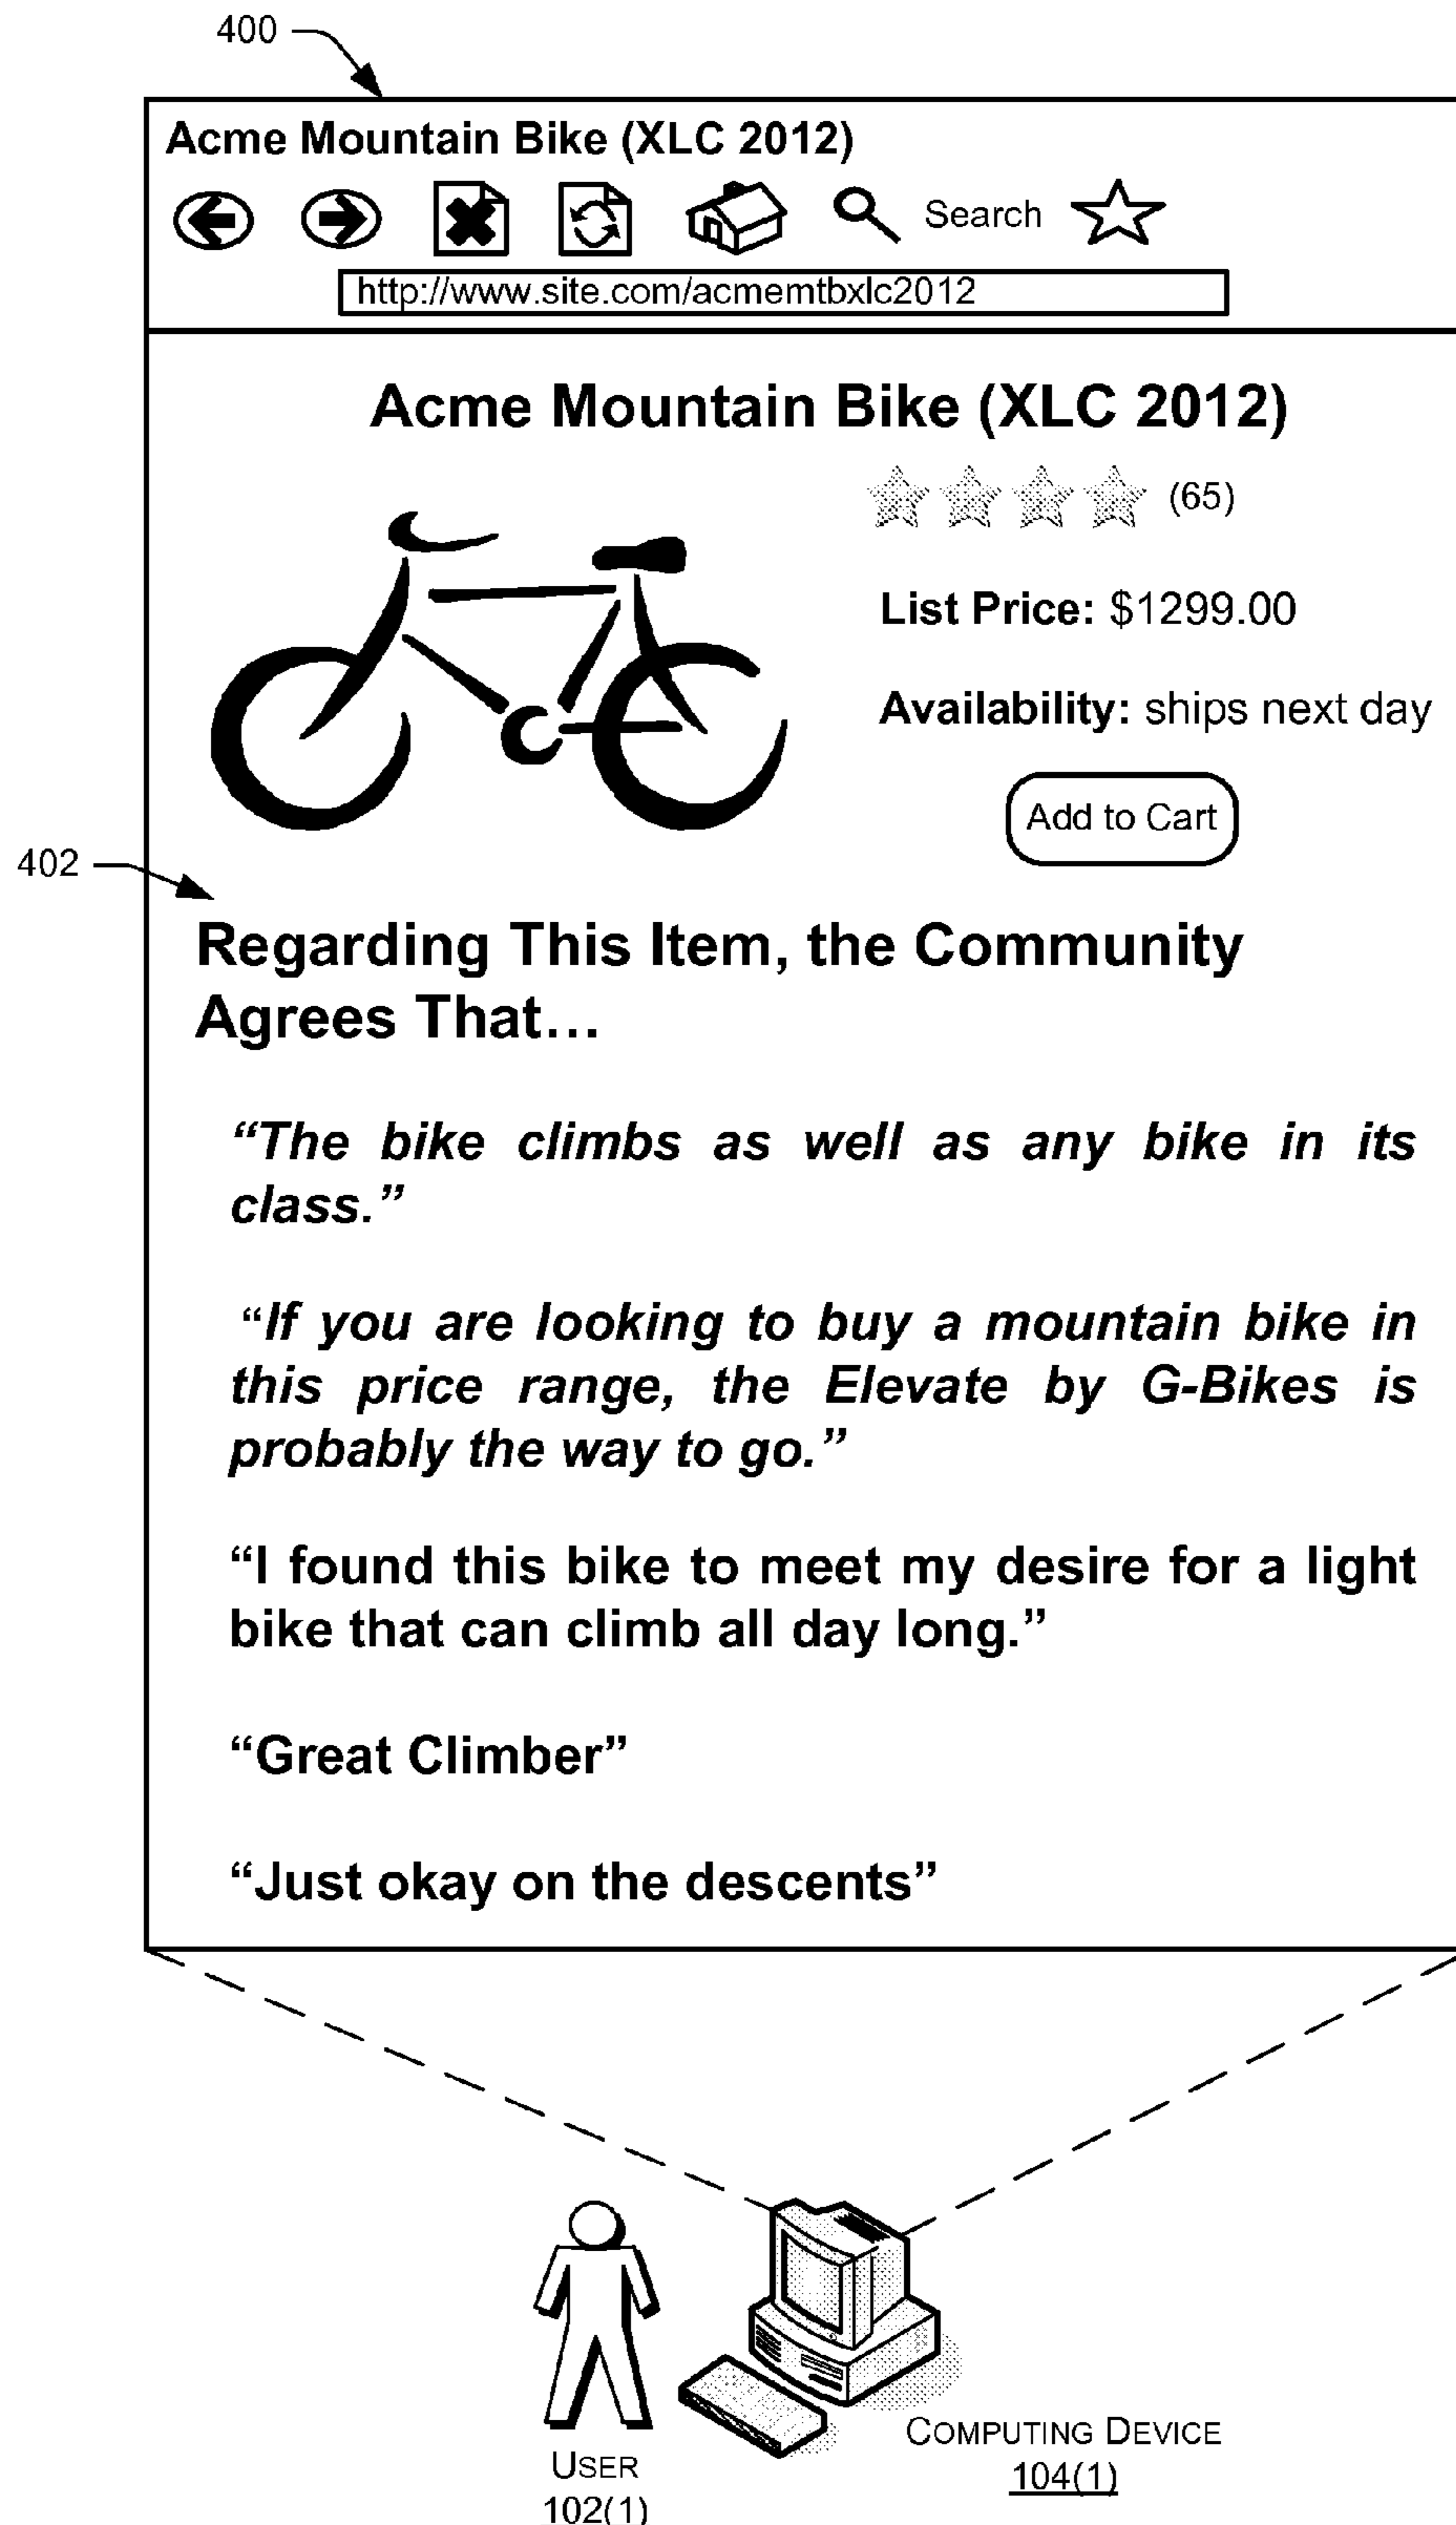 400
Acme Mountain Bike (XLC 2012)
Search
http://www.site.com/acmemtbxlc2012
Acme Mountain Bike (XLC 2012)
(65)
List Price: $1299.00
Availability: ships next day
Add to Cart
402
Regarding This Item, the Community
Agrees That…
“The bike climbs as well as any bike in its
class.”
“If you are looking to buy a mountain bike in
this price range, the Elevate by G-Bikes is
probably the way to go.”
“I found this bike to meet my desire for a light
bike that can climb all day long.”
“Great Climber”
“Just okay on the descents”
USER
102(1)
COMPUTING DEVICE
104(1)